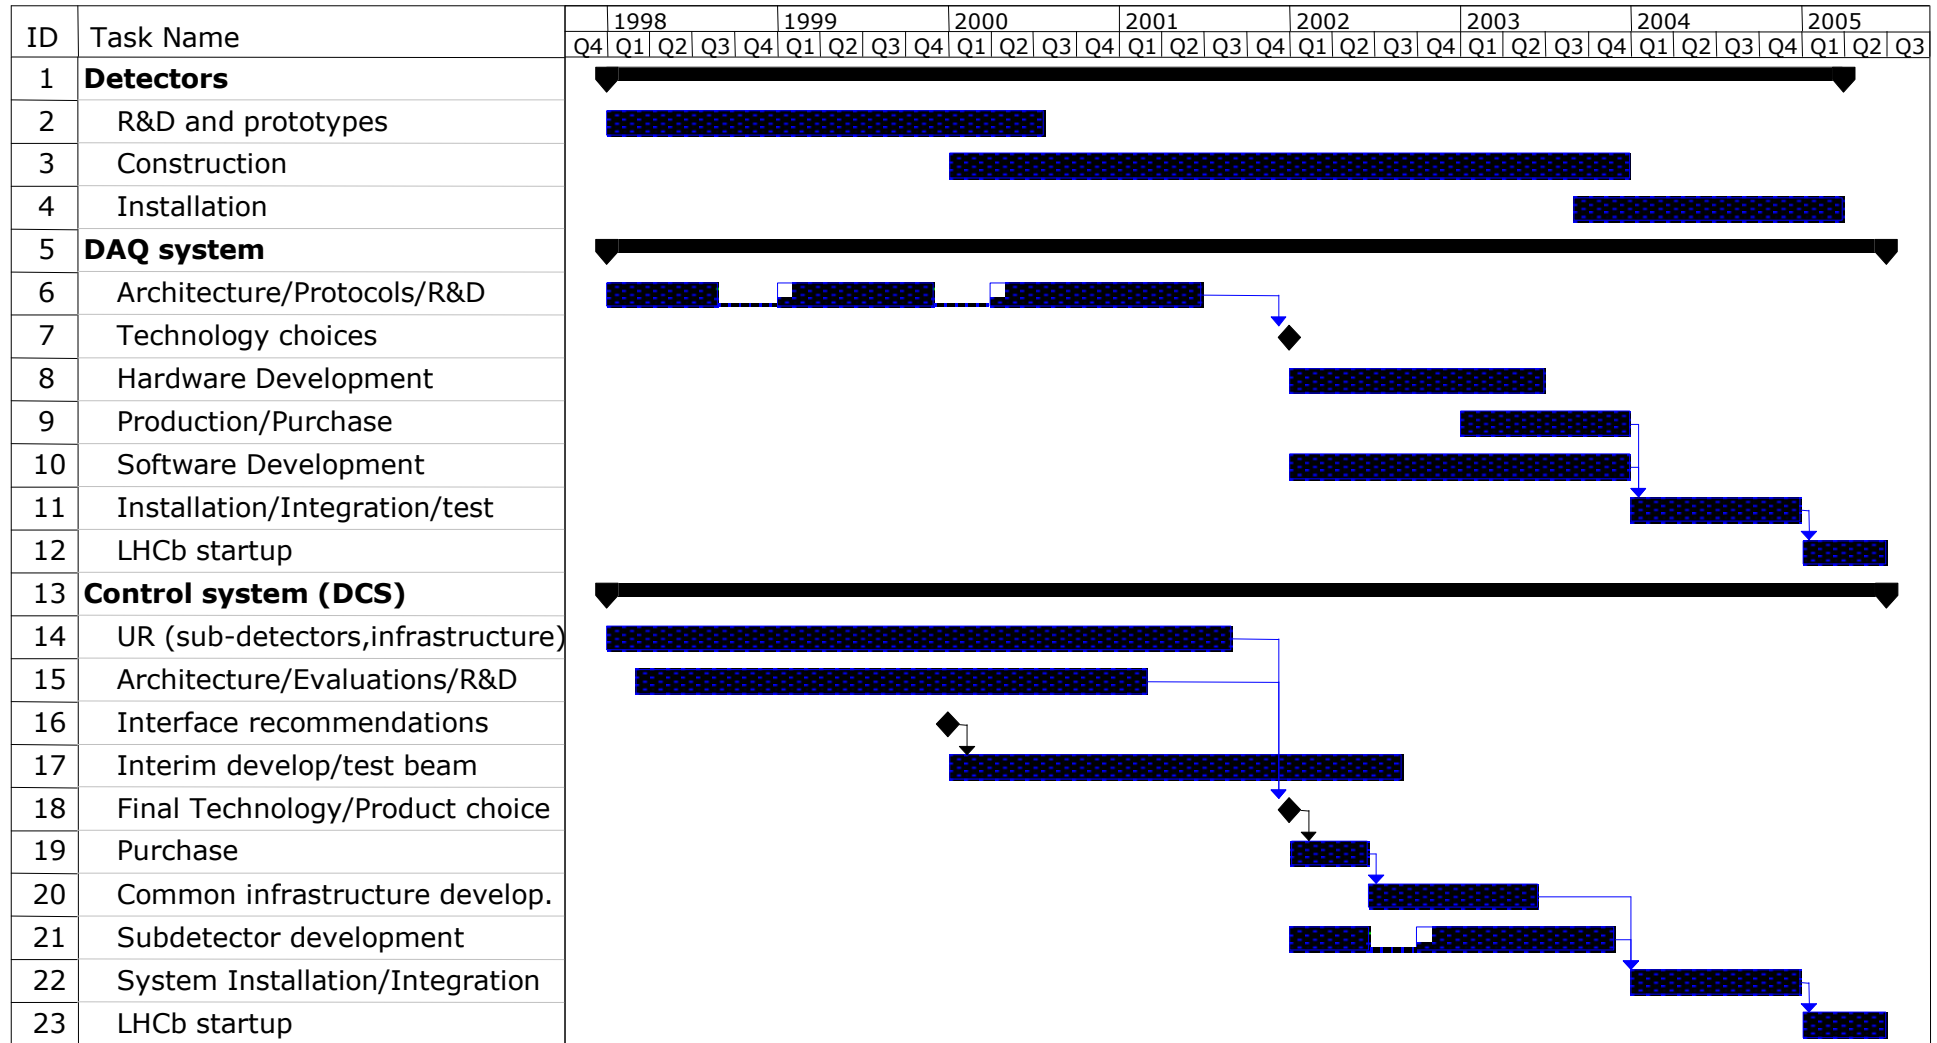 1998 1999 2000 2001 2002 2003 2004 2005
ID Task Name Q4 Q1 Q2 Q3 Q4 Q1 Q2 Q3 Q4 Q1 Q2 Q3 Q4 Q1 Q2 Q3 Q4 Q1 Q2 Q3 Q4 Q1 Q2 Q3 Q4 Q1 Q2 Q3 Q4 Q1 Q2 Q3
1 Detectors
2 R&D and prototypes
3 Construction
4 Installation
5 DAQ system
6 Architecture/Protocols/R&D
7 Technology choices
8 Hardware Development
9 Production/Purchase
10 Software Development
11 Installation/Integration/test
12 LHCb startup
13 Control system (DCS)
14 UR (sub-detectors,infrastructure)
15 Architecture/Evaluations/R&D
16 Interface recommendations
17 Interim develop/test beam
18 Final Technology/Product choice
19 Purchase
20 Common infrastructure develop.
21 Subdetector development
22 System Installation/Integration
23 LHCb startup